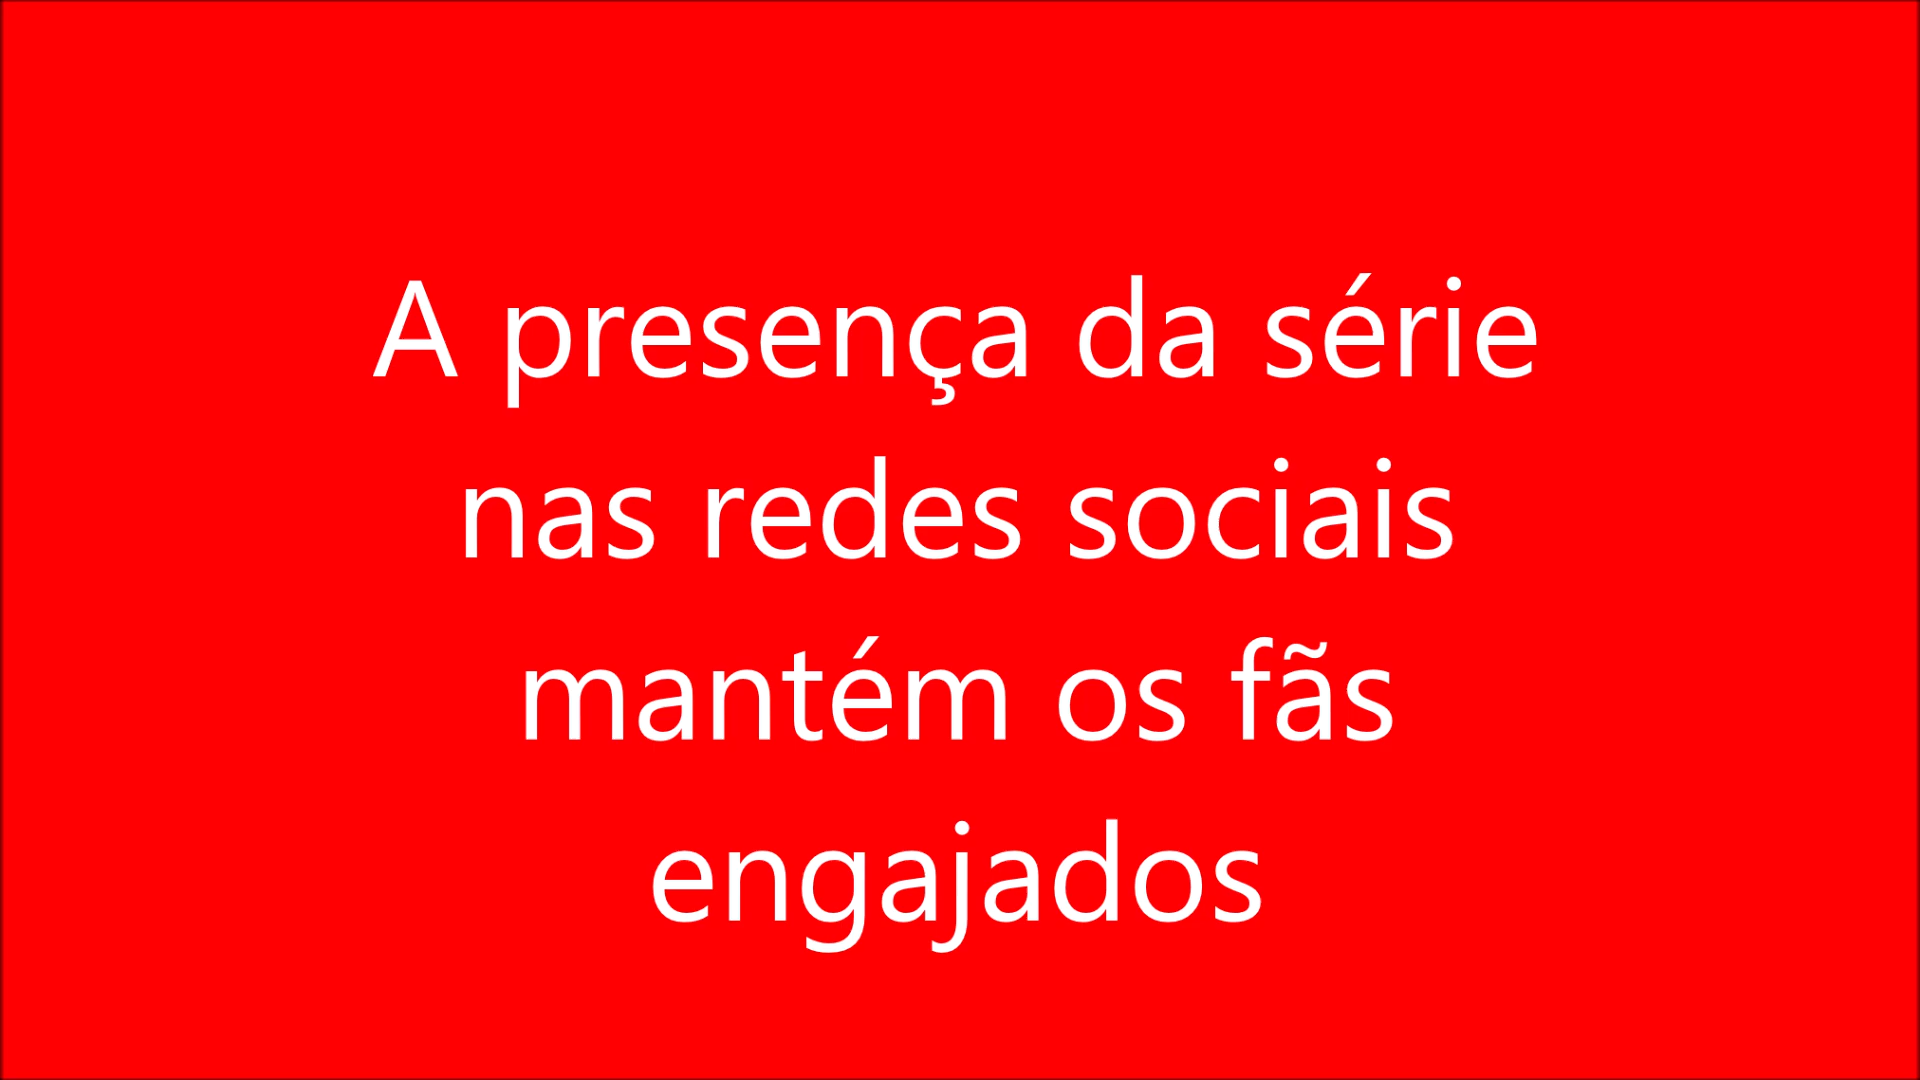 A presença da série
nas redes sociais
mantém os fãs
engajados